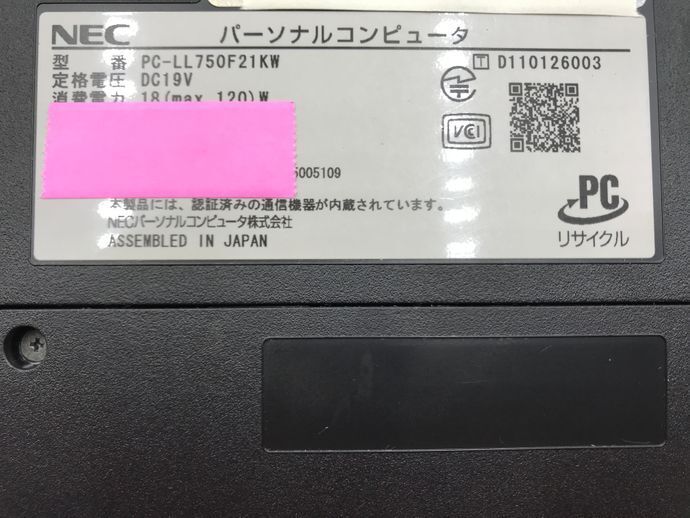 NEC パーソナルコンピュータ
型 番 PC-LL750F21KW
T D110126003
定格電圧 DC19V
消費電力 18(max 120)W
VCCI
5005109
本製品には、認証済みの通信機器が内蔵されています。
NECパーソナルコンピュータ株式会社
ASSEMBLED IN JAPAN
PC
リサイクル